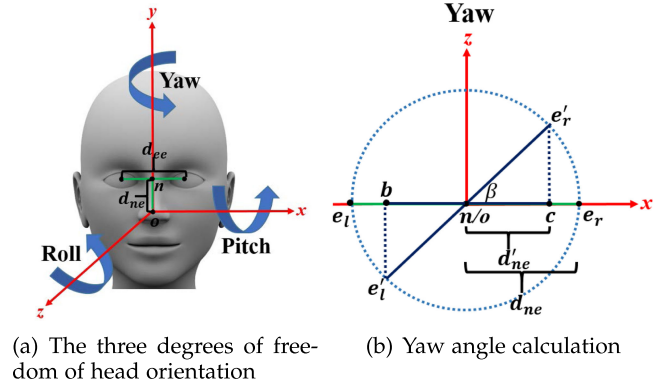 y
Yaw
d_ee
n
d_ne
o
x
Roll
Pitch
z
Yaw
z
e'_r
b
β
e_l
n/o
c
e_r
x
d'_ne
e'_l
d_ne
(a) The three degrees of free-
dom of head orientation
(b) Yaw angle calculation